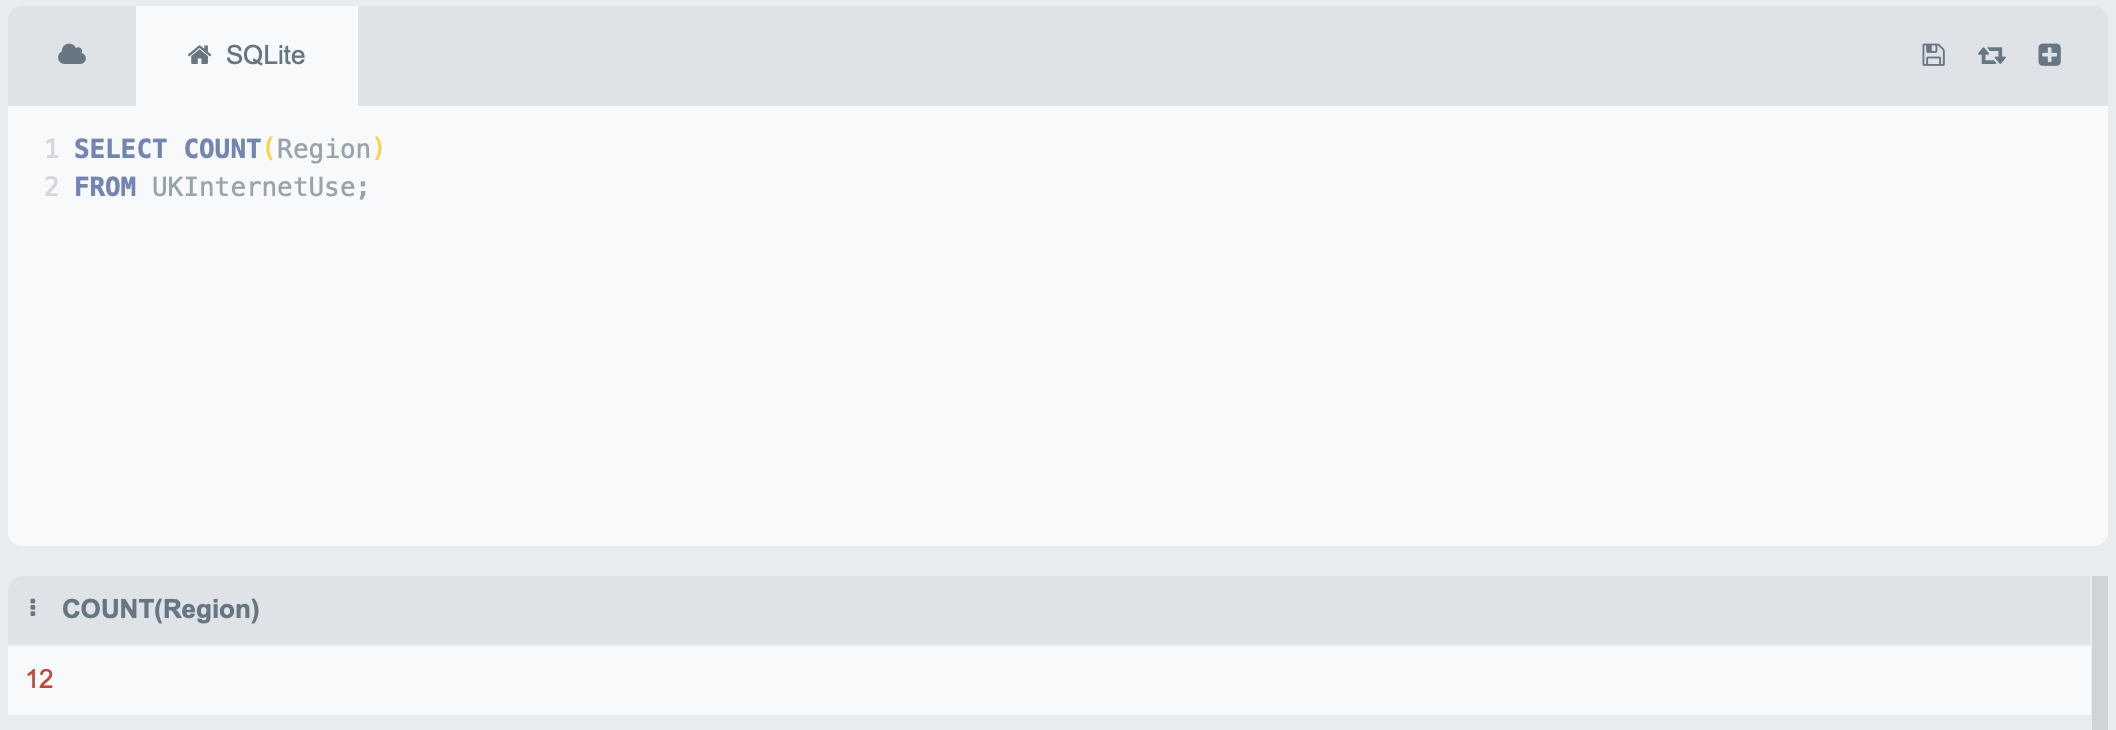 SQLite
1 SELECT COUNT(Region)
2 FROM UKInternetUse;
COUNT(Region)
12